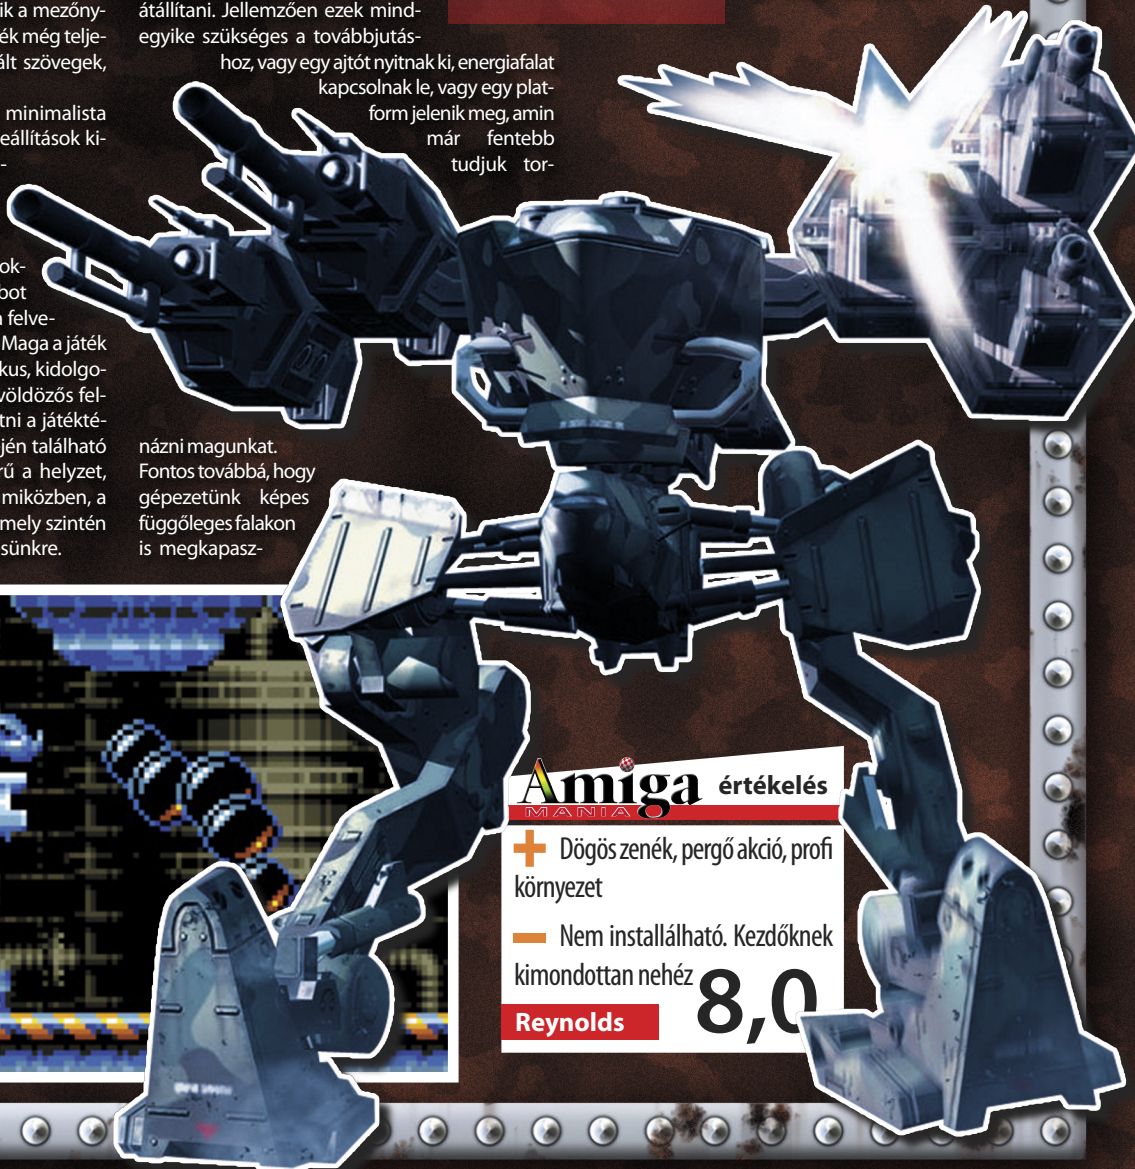 ik a mezőny-
ék még telje-
ált szövegek,
minimalista
eállítások ki-
-
ok-
bot
a felve-
Maga a játék
kus, kidolgo-
völdözős fel-
tni a játékté-
jén található
rű a helyzet,
miközben, a
mely szintén
sünkre.
átállítani. Jellemzően ezek mind-
egyike szükséges a továbbjutás-
hoz, vagy egy ajtót nyitnak ki, energiafalat
kapcsolnak le, vagy egy plat-
form jelenik meg, amin
már fentebb
tudjuk tor-
názni magunkat.
Fontos továbbá, hogy
gépezetünk képes
függőleges falakon
is megkapasz-
Amiga értékelés
MANIA
+ Dögös zenék, pergő akció, profi
környezet
- Nem installálható. Kezdőknek
kimondottan nehéz
8,0
Reynolds